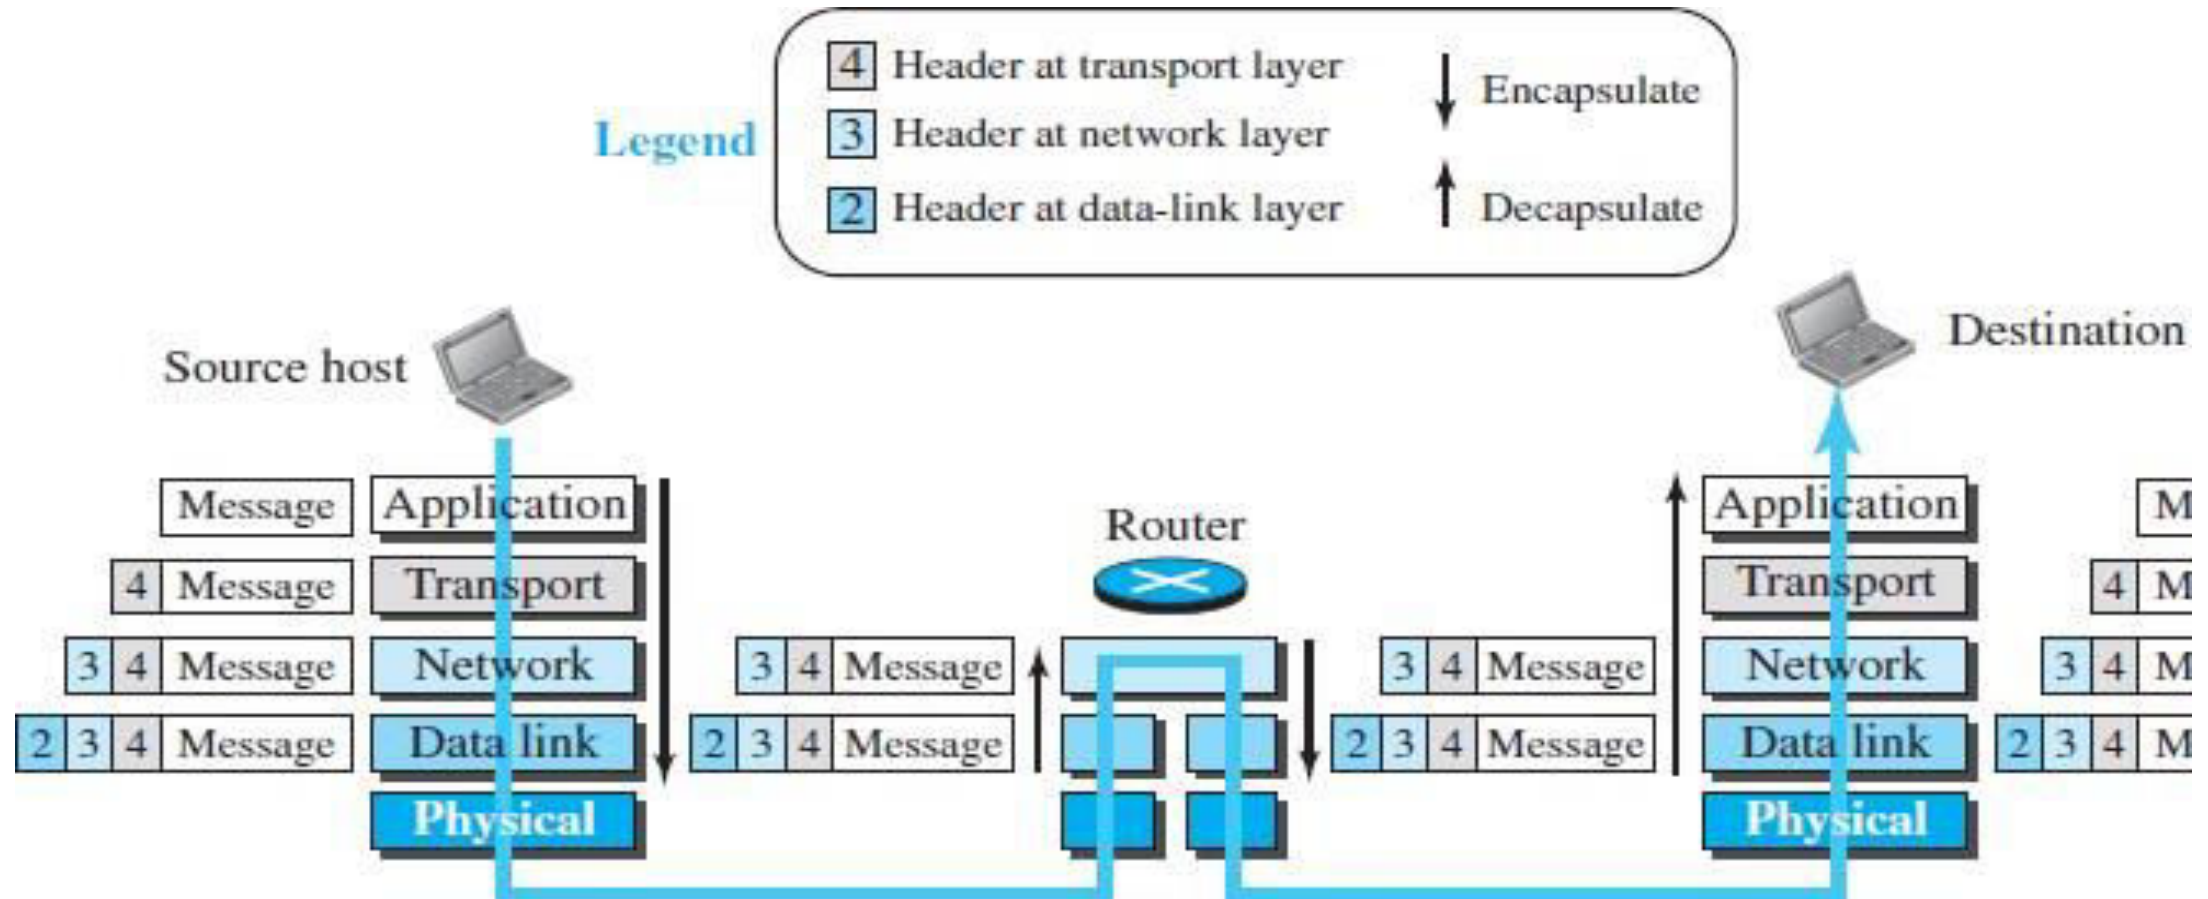 Legend
4 Header at transport layer
3 Header at network layer
2 Header at data-link layer
Encapsulate
Decapsulate
Source host
Destination
Router
Message Application
4 Message Transport
3 4 Message Network
2 3 4 Message Data link
Physical
3 4 Message
2 3 4 Message
3 4 Message
2 3 4 Message
Application M
Transport 4 M
Network 3 4 M
Data link 2 3 4 M
Physical